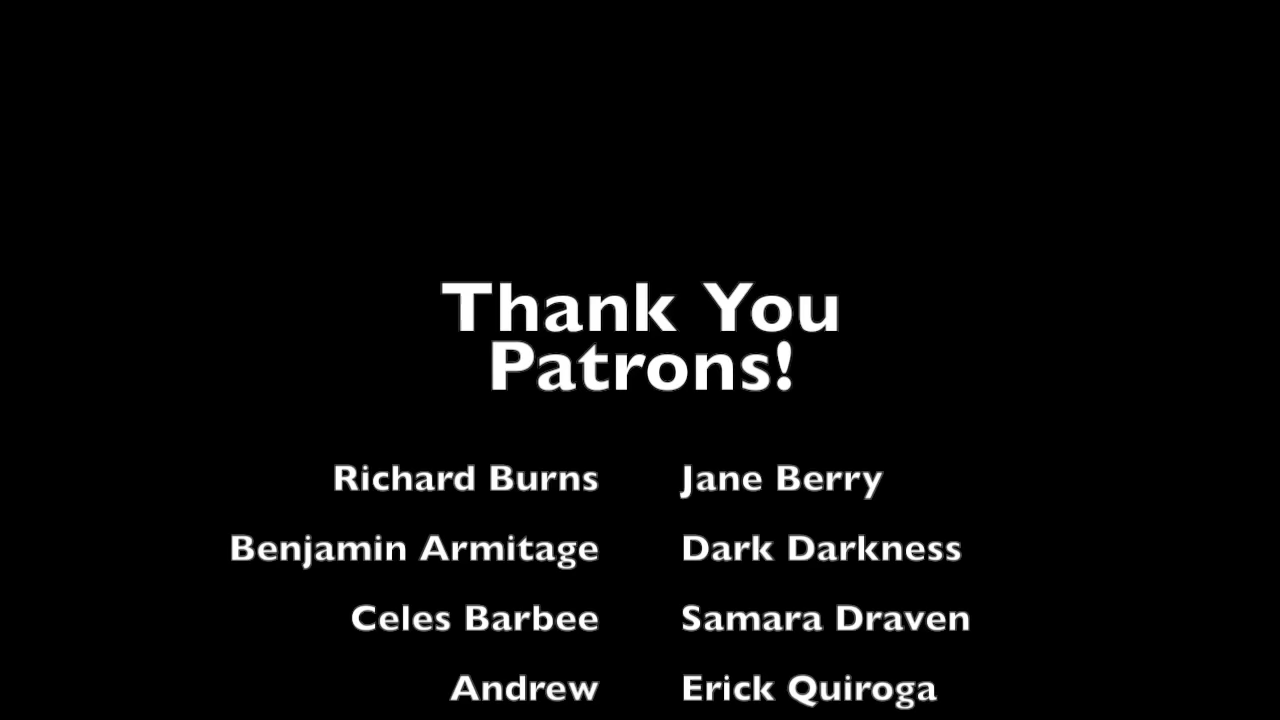 Thank You
Patrons!
Richard Burns Jane Berry
Benjamin Armitage Dark Darkness
Celes Barbee Samara Draven
Andrew Erick Quiroga